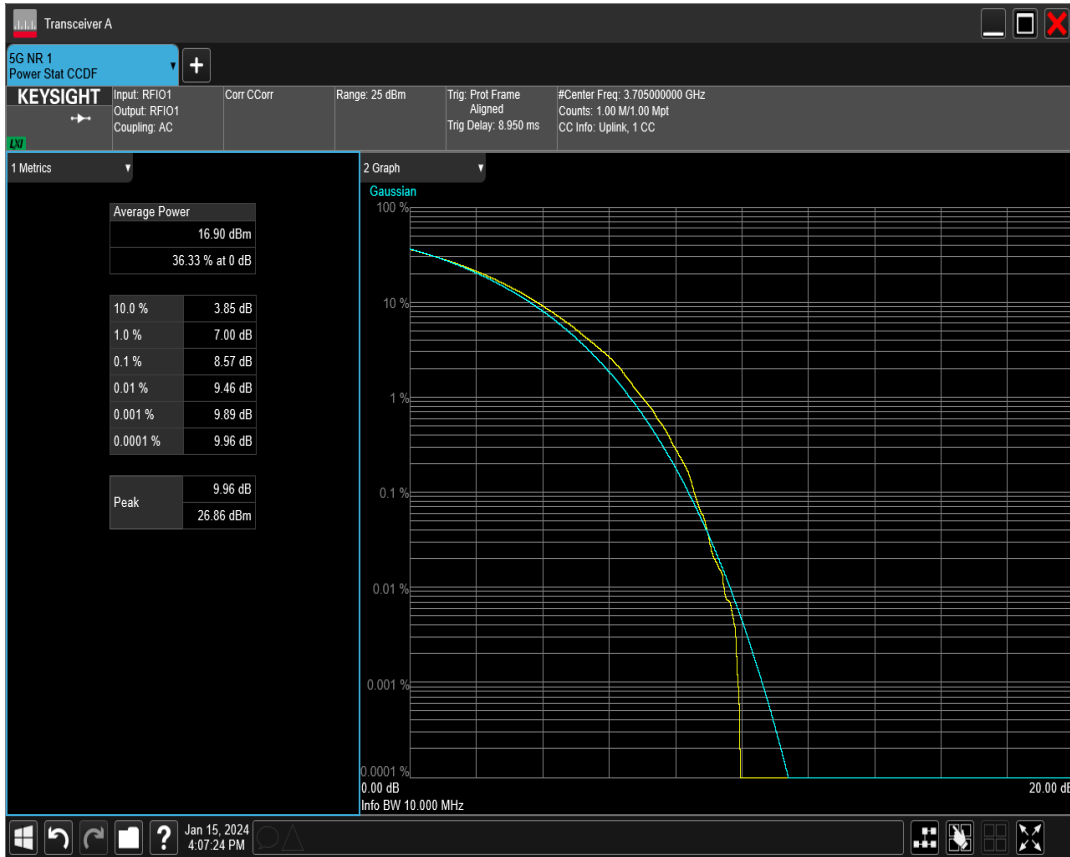 Transceiver A
5G NR 1
Power Stat CCDF
+
KEYSIGHT
LXI
Input: RFIO1
Output: RFIO1
Coupling: AC
Corr CCorr
Range: 25 dBm
Trig: Prot Frame
Aligned
Trig Delay: 8.950 ms
#Center Freq: 3.705000000 GHz
Counts: 1.00 M/1.00 Mpt
CC Info: Uplink, 1 CC
1 Metrics
Average Power
16.90 dBm
36.33 % at 0 dB
10.0 % 3.85 dB
1.0 % 7.00 dB
0.1 % 8.57 dB
0.01 % 9.46 dB
0.001 % 9.89 dB
0.0001 % 9.96 dB
Peak
9.96 dB
26.86 dBm
2 Graph
Gaussian
100 %
10 %
1 %
0.1 %
0.01 %
0.001 %
0.0001 %
0.00 dB 20.00 dB
Info BW 10.000 MHz
?
Jan 15, 2024
4:07:24 PM